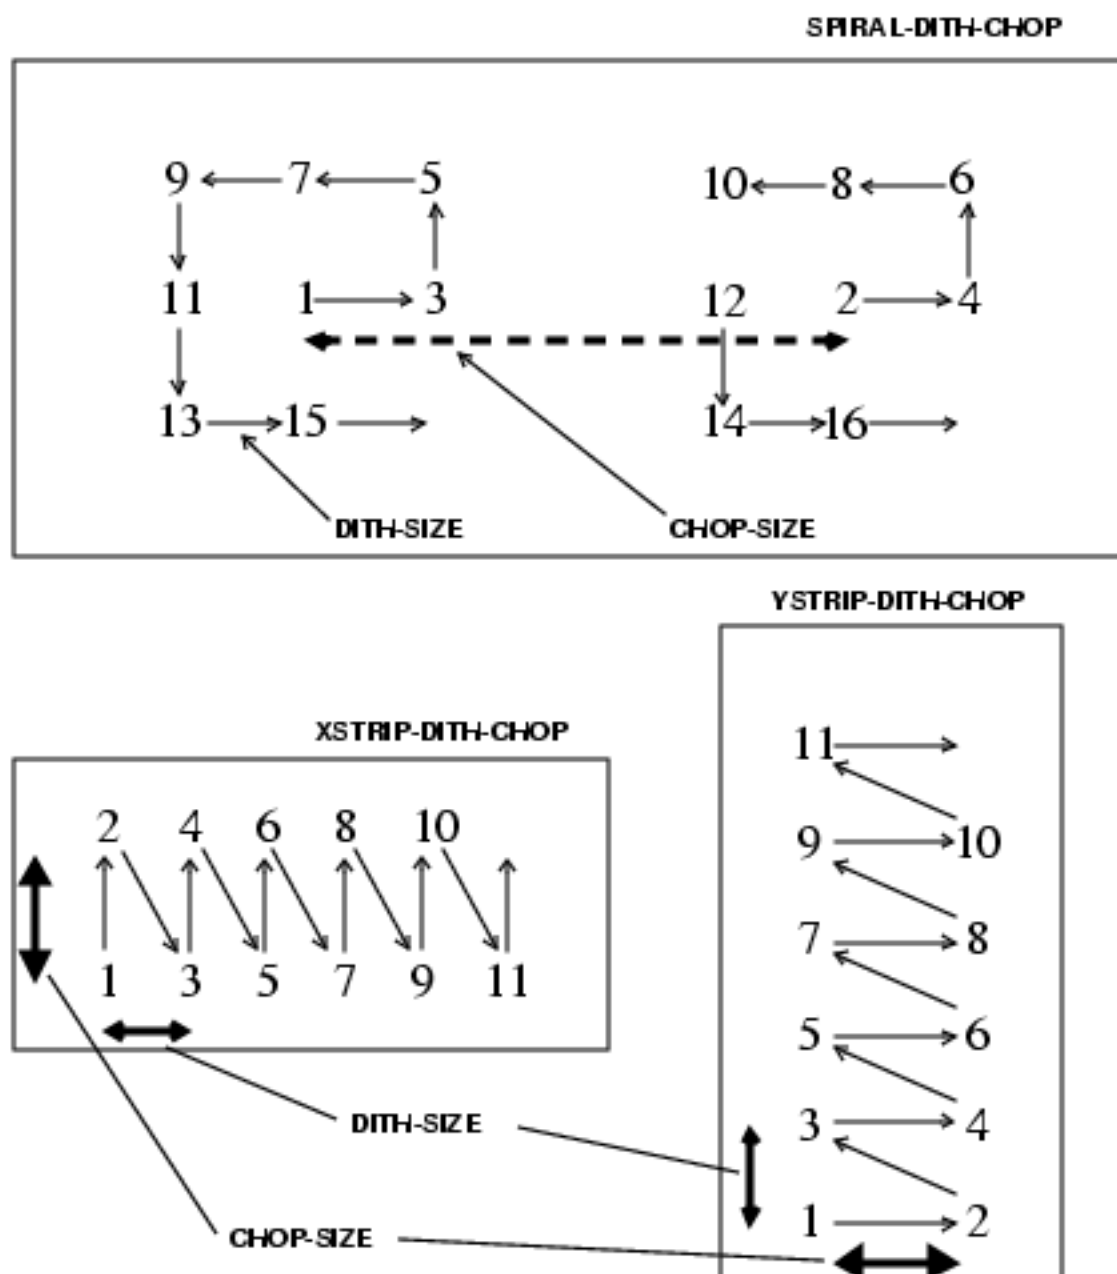 SPIRAL-DITH-CHOP
9 7 5 10 8 6
11 1 3 12 2 4
13 15 14 16
DITH-SIZE CHOP-SIZE
YSTRIP-DITH-CHOP
XSTRIP-DITH-CHOP
2 4 6 8 10
1 3 5 7 9 11
DITH-SIZE
CHOP-SIZE
11
9 10
7 8
5 6
3 4
1 2